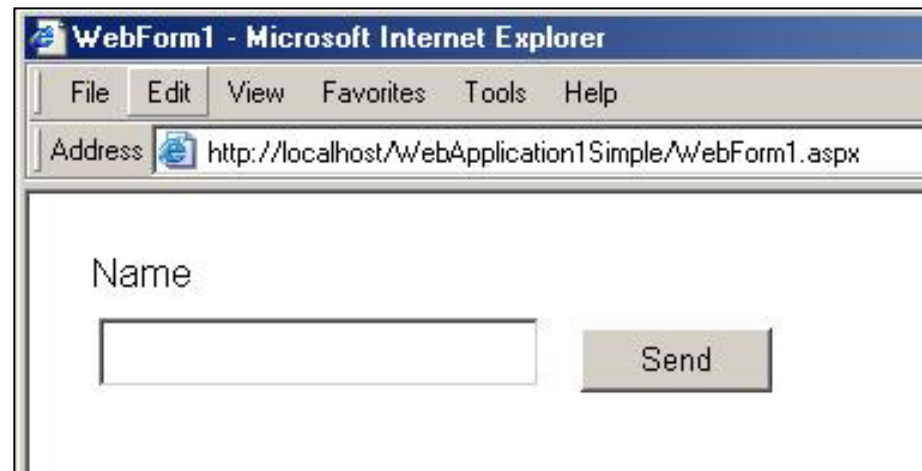 WebForm1 - Microsoft Internet Explorer
File Edit View Favorites Tools Help
Address http://localhost/WebApplication1Simple/WebForm1.aspx
Name
Send